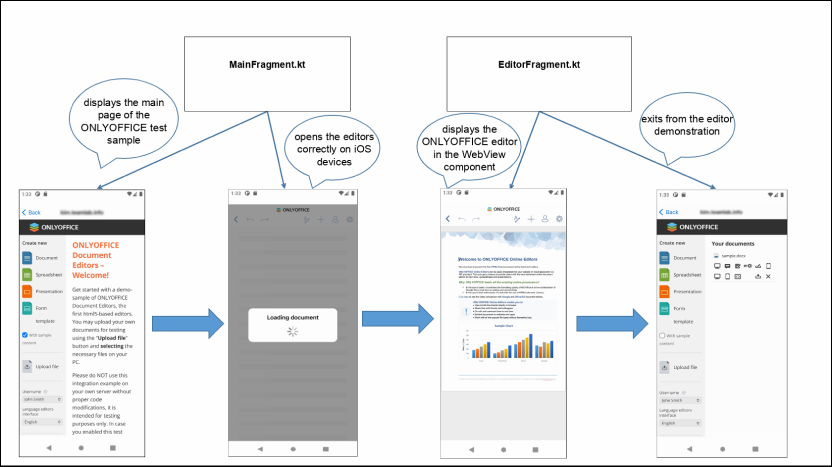 MainFragment.kt
EditorFragment.kt
displays the main
page of the
ONLYOFFICE test
sample
opens the editors
correctly on iOS
devices
displays the
ONLYOFFICE editor
in the WebView
component
exits from the editor
demonstration
1:33
Back
ONLYOFFICE
Create new
Document
Spreadsheet
Presentation
Form
template
With sample
content
Upload file
Username
John Smith
Language editors
interface
English
ONLYOFFICE
Document
Editors –
Welcome!
Get started with a demo-
sample of ONLYOFFICE
Document Editors, the
first html5-based editors.
You may upload your own
documents for testing
using the 'Upload file'
button and selecting the
necessary files on your
PC.
Please do NOT use this
integration example on
your own server without
proper code
modifications, it is
intended for testing
purposes only. In case
you enabled this test
1:33
ONLYOFFICE
Loading document
1:33
ONLYOFFICE
Welcome to ONLYOFFICE Online Editors
Sample Chart
1:33
Back
ONLYOFFICE
Create new
Document
Spreadsheet
Presentation
Form
template
With sample
content
Upload file
Username
John Smith
Language editors
interface
English
Your documents
sample.docx